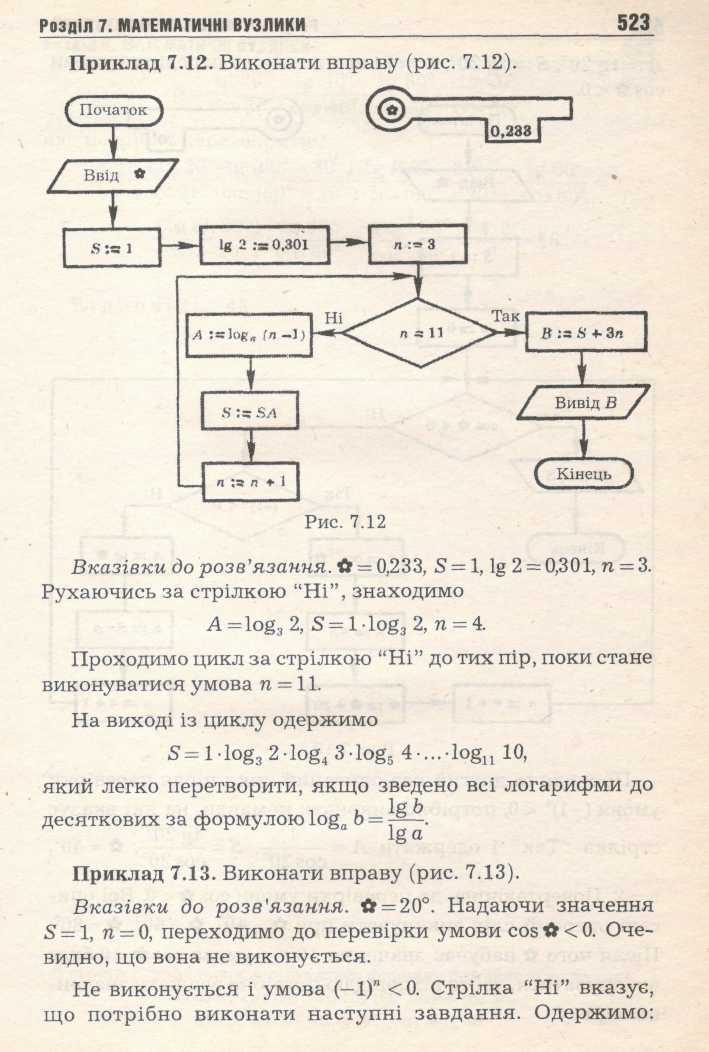 Розділ 7. МАТЕМАТИЧНІ ВУЗЛИКИ 523
Приклад 7.12. Виконати вправу (рис. 7.12).
Початок
0,233
Ввід ✿
S := 1
lg 2 := 0,301
n := 3
Ні
Так
A := logₙ (n – 1)
n = 11
B := S + 3n
S := SA
Вивід B
n := n + 1
Кінець
Рис. 7.12
Вказівки до розв’язання. ✿ = 0,233, S = 1, lg 2 = 0,301, n = 3.
Рухаючись за стрілкою “Ні”, знаходимо
A = log₃ 2, S = 1 · log₃ 2, n = 4.
Проходимо цикл за стрілкою “Ні” до тих пір, поки стане
виконуватися умова n = 11.
На виході із циклу одержимо
S = 1 · log₃ 2 · log₄ 3 · log₅ 4 · ... · log₁₁ 10,
який легко перетворити, якщо зведено всі логарифми до
десяткових за формулою logₐ b = lg b / lg a.
Приклад 7.13. Виконати вправу (рис. 7.13).
Вказівки до розв'язання. ✿ = 20°. Надаючи значення
S = 1, n = 0, переходимо до перевірки умови cos ✿ < 0. Оче-
видно, що вона не виконується.
Не виконується і умова (–1)ⁿ < 0. Стрілка “Ні” вказує,
що потрібно виконати наступні завдання. Одержимо: